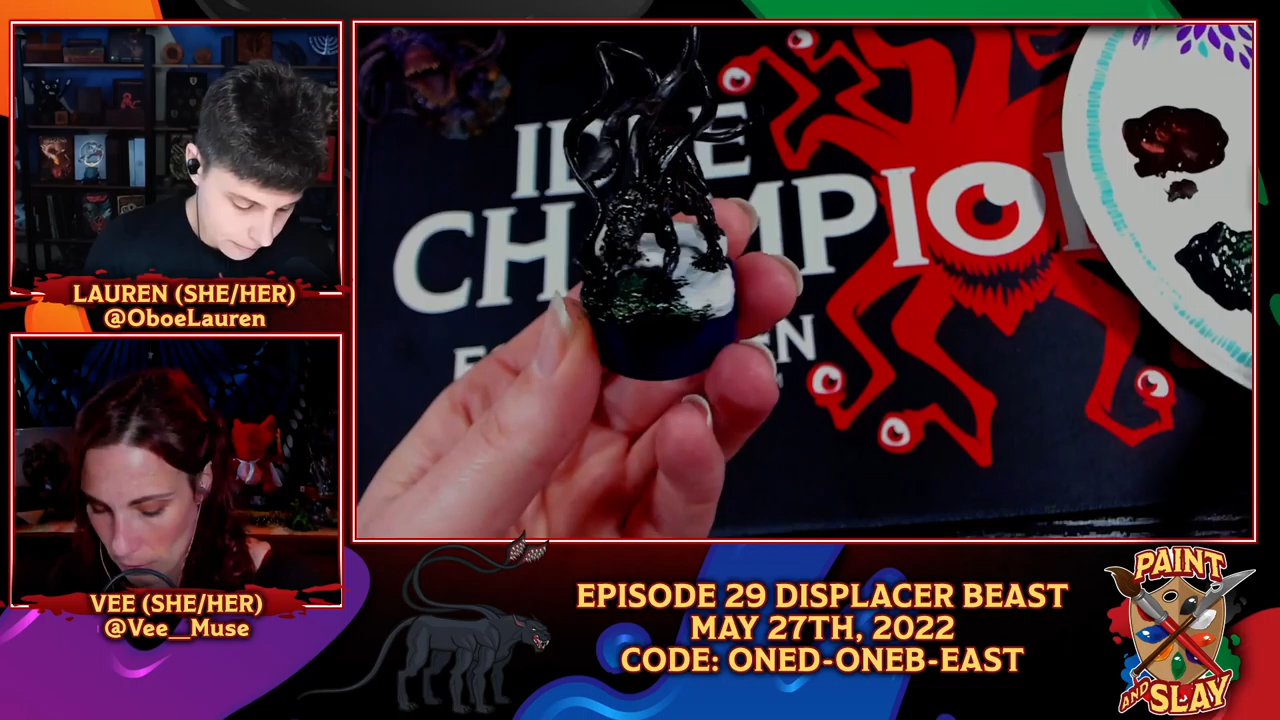 LAUREN (SHE/HER)
@OboeLauren
VEE (SHE/HER)
@Vee__Muse
CHAMPION
EPISODE 29 DISPLACER BEAST
MAY 27TH, 2022
CODE: ONED-ONEB-EAST
PAINT
AND SLAY